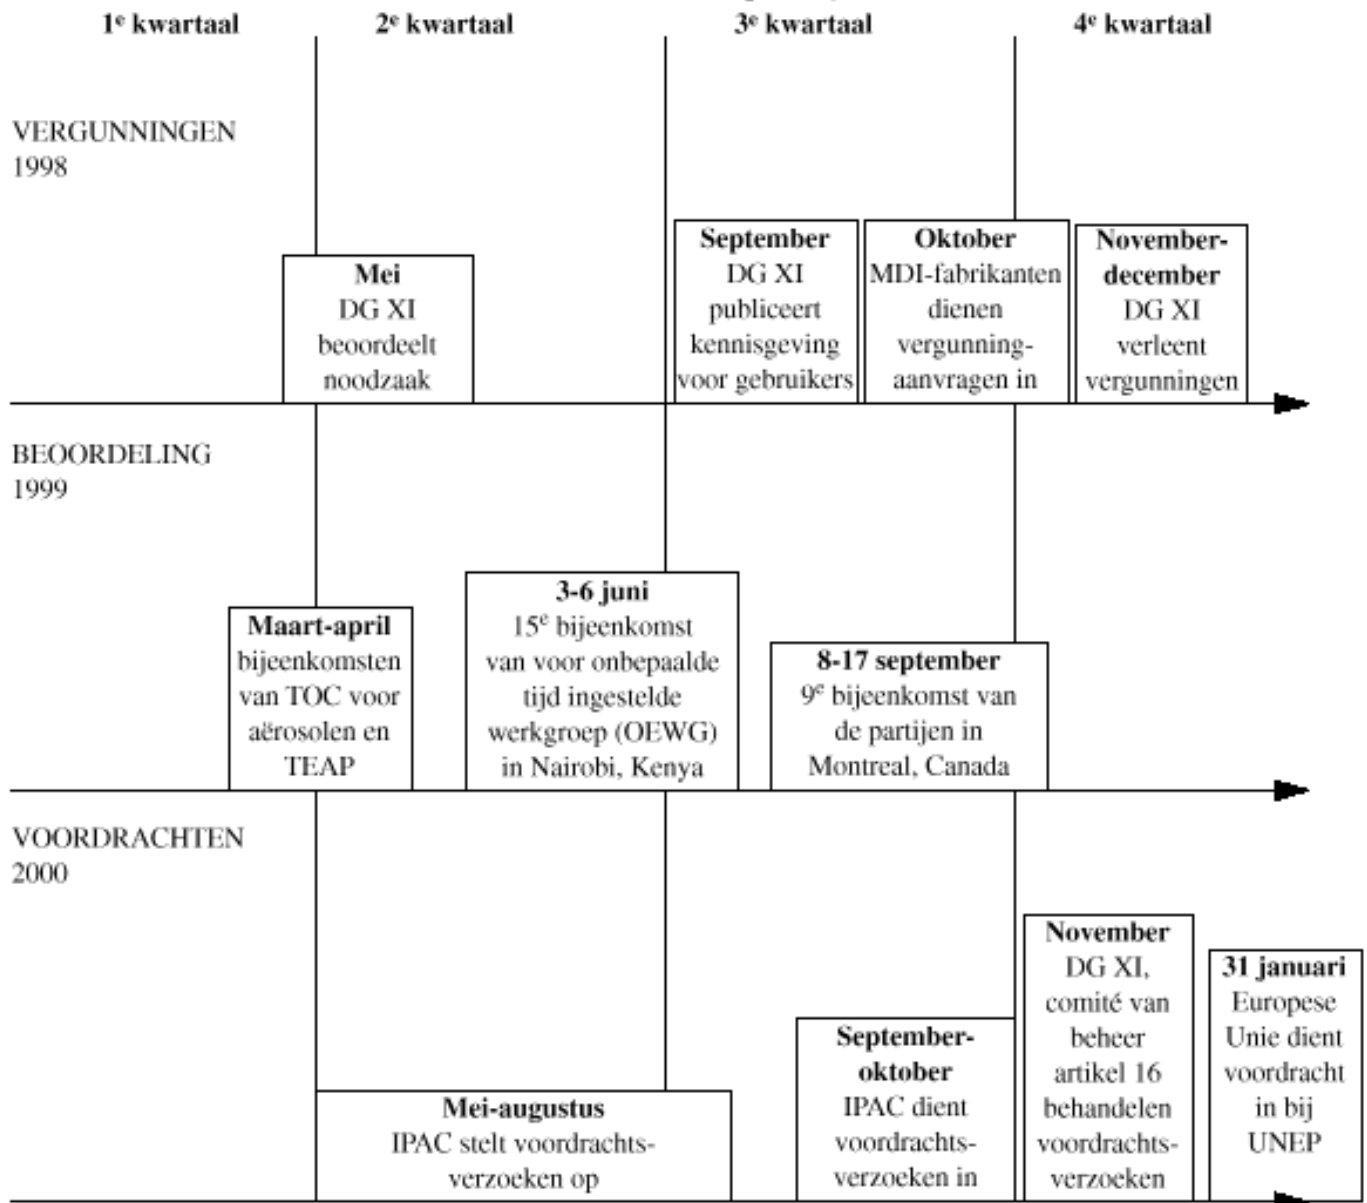 1e kwartaal 2e kwartaal 3e kwartaal 4e kwartaal
VERGUNNINGEN
1998
Mei
DG XI
beoordeelt
noodzaak
September
DG XI
publiceert
kennisgeving
voor gebruikers
Oktober
MDI-fabrikanten
dienen
vergunning-
aanvragen in
November-
december
DG XI
verleent
vergunningen
BEOORDELING
1999
Maart-april
bijeenkomsten
van TOC voor
aërosolen en
TEAP
3-6 juni
15e bijeenkomst
van voor onbepaalde
tijd ingestelde
werkgroep (OEWG)
in Nairobi, Kenya
8-17 september
9e bijeenkomst van
de partijen in
Montreal, Canada
VOORDRACHTEN
2000
Mei-augustus
IPAC stelt voordrachts-
verzoeken op
September-
oktober
IPAC dient
voordrachts-
verzoeken in
November
DG XI,
comité van
beheer
artikel 16
behandelen
voordrachts-
verzoeken
31 januari
Europese
Unie dient
voordracht
in bij
UNEP